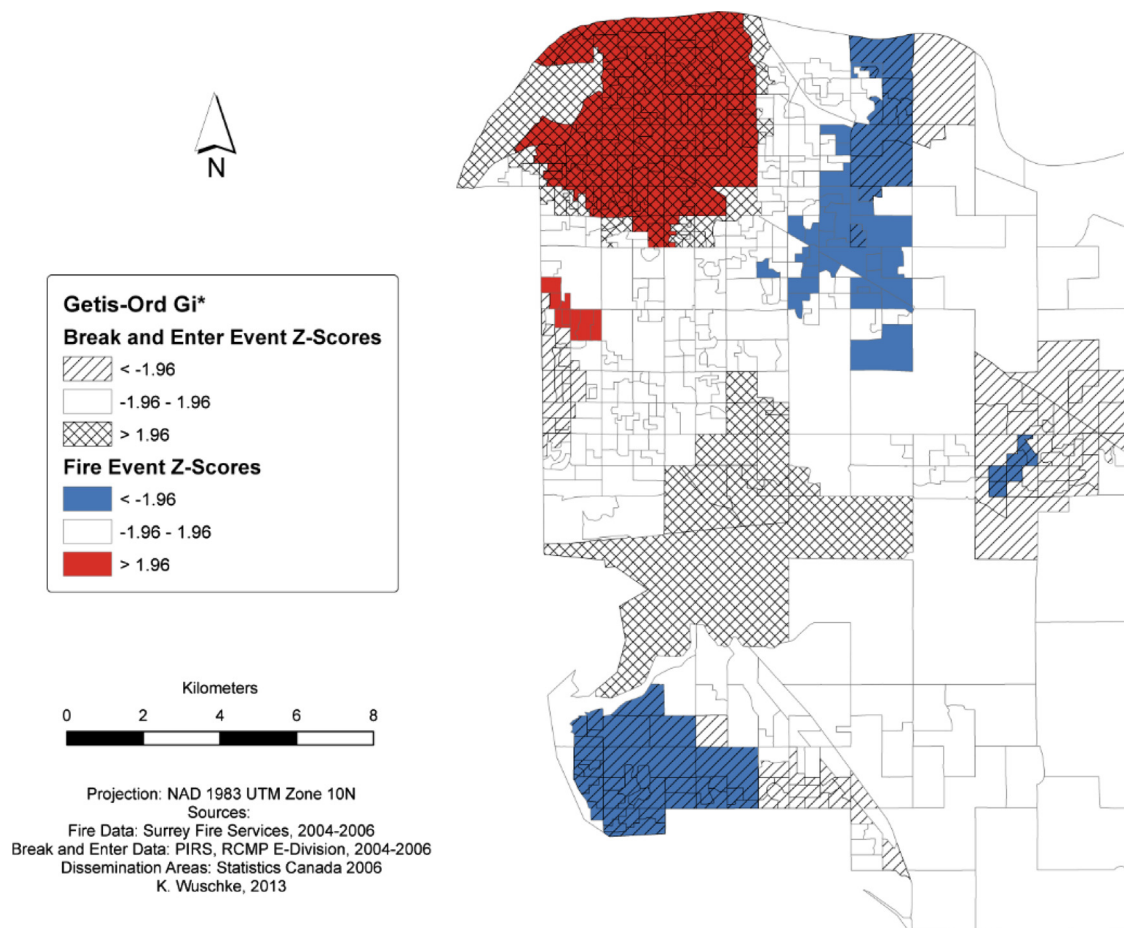 N
Getis-Ord Gi*
Break and Enter Event Z-Scores
< -1.96
-1.96 - 1.96
> 1.96
Fire Event Z-Scores
< -1.96
-1.96 - 1.96
> 1.96
Kilometers
0 2 4 6 8
Projection: NAD 1983 UTM Zone 10N
Sources:
Fire Data: Surrey Fire Services, 2004-2006
Break and Enter Data: PIRS, RCMP E-Division, 2004-2006
Dissemination Areas: Statistics Canada 2006
K. Wuschke, 2013